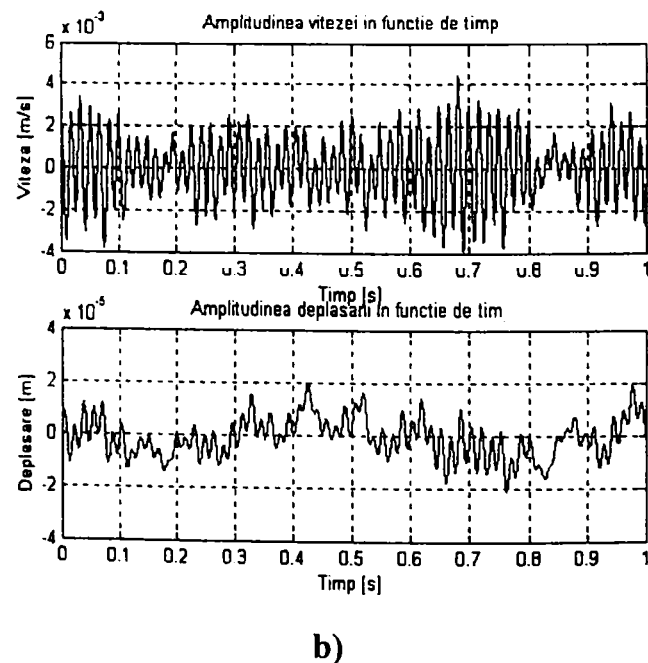 Amplitudinea vitezei in functie de timp
x 10⁻³
6
4
2
0
-2
-4
Viteza [m/s]
0 0.1 0.2 0.3 0.4 0.5 0.6 0.7 0.8 0.9 1
Timp [s]
Amplitudinea deplasarii in functie de tim
x 10⁻⁵
4
2
0
-2
-4
Deplasare [m]
0 0.1 0.2 0.3 0.4 0.5 0.6 0.7 0.8 0.9 1
Timp [s]
b)